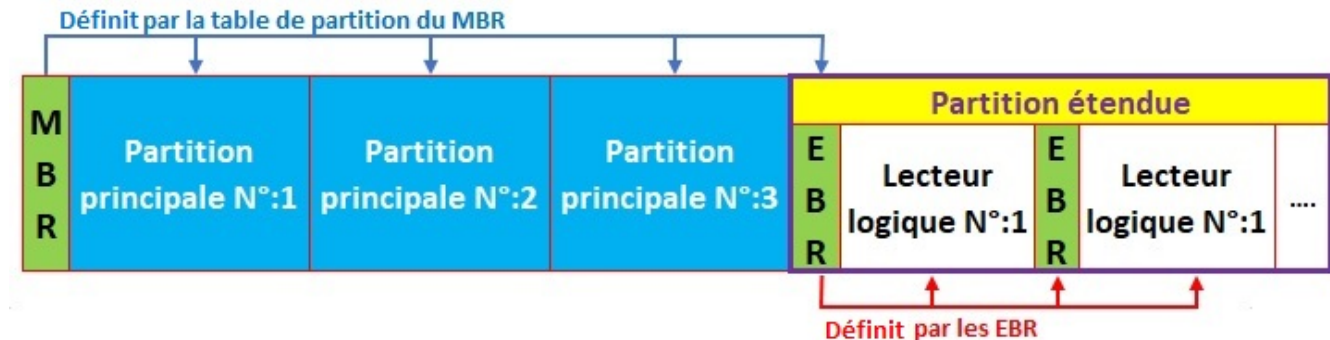 Définit par la table de partition du MBR
M
B
R
Partition
principale N°:1
Partition
principale N°:2
Partition
principale N°:3
Partition étendue
E
B
R
Lecteur
logique N°:1
E
B
R
Lecteur
logique N°:1
....
Définit par les EBR